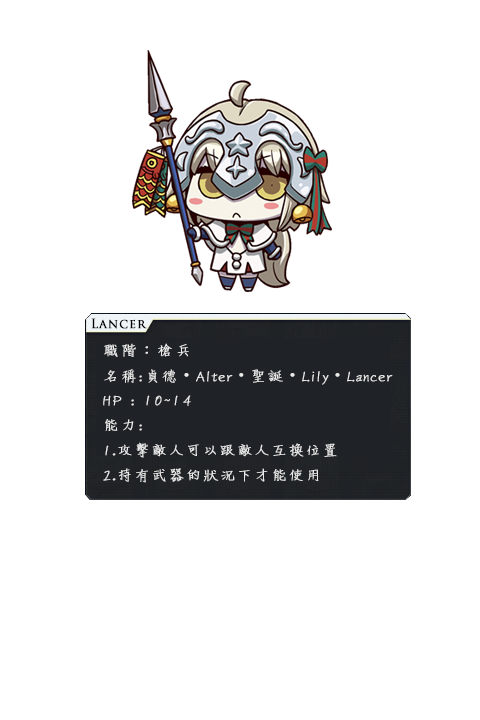 LANCER
職階：槍兵
名稱:貞德•Alter•聖誕•Lily•Lancer
HP : 10~14
能力:
1.攻擊敵人可以跟敵人互換位置
2.持有武器的狀況下才能使用